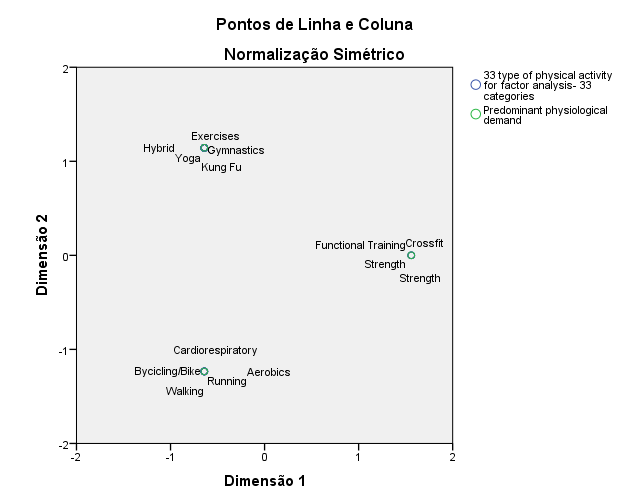 Pontos de Linha e Coluna
Normalização Simétrico
33 type of physical activity
for factor analysis- 33
categories
Predominant physiological
demand
Dimensão 2
2
1
0
-1
-2
Exercises
Hybrid
Gymnastics
Yoga
Kung Fu
Functional Training
Crossfit
Strength
Strength
Cardiorespiratory
Bycicling/Bike
Aerobics
Running
Walking
-2 -1 0 1 2
Dimensão 1